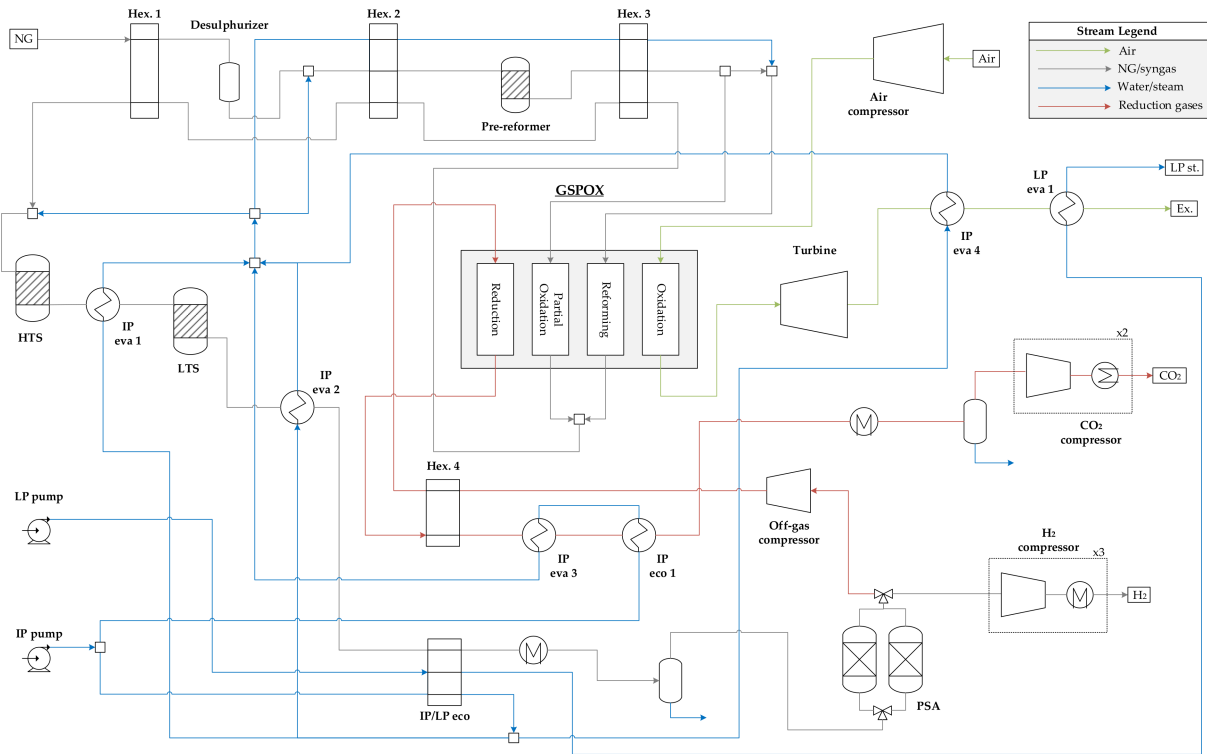 Hex. 1
Hex. 2
Hex. 3
Desulphurizer
NG
Stream Legend
Air
NG/syngas
Water/steam
Reduction gases
Air
Air
compressor
Pre-reformer
GSPOX
LP
eva 1
LP st.
Ex.
IP
eva 4
Turbine
Reduction
Partial
Oxidation
Reforming
Oxidation
HTS
IP
eva 1
LTS
IP
eva 2
x2
CO₂
CO₂
compressor
Hex. 4
LP pump
Off-gas
compressor
IP
eva 3
IP
eco 1
H₂
compressor
x3
H₂
IP pump
IP/LP eco
PSA